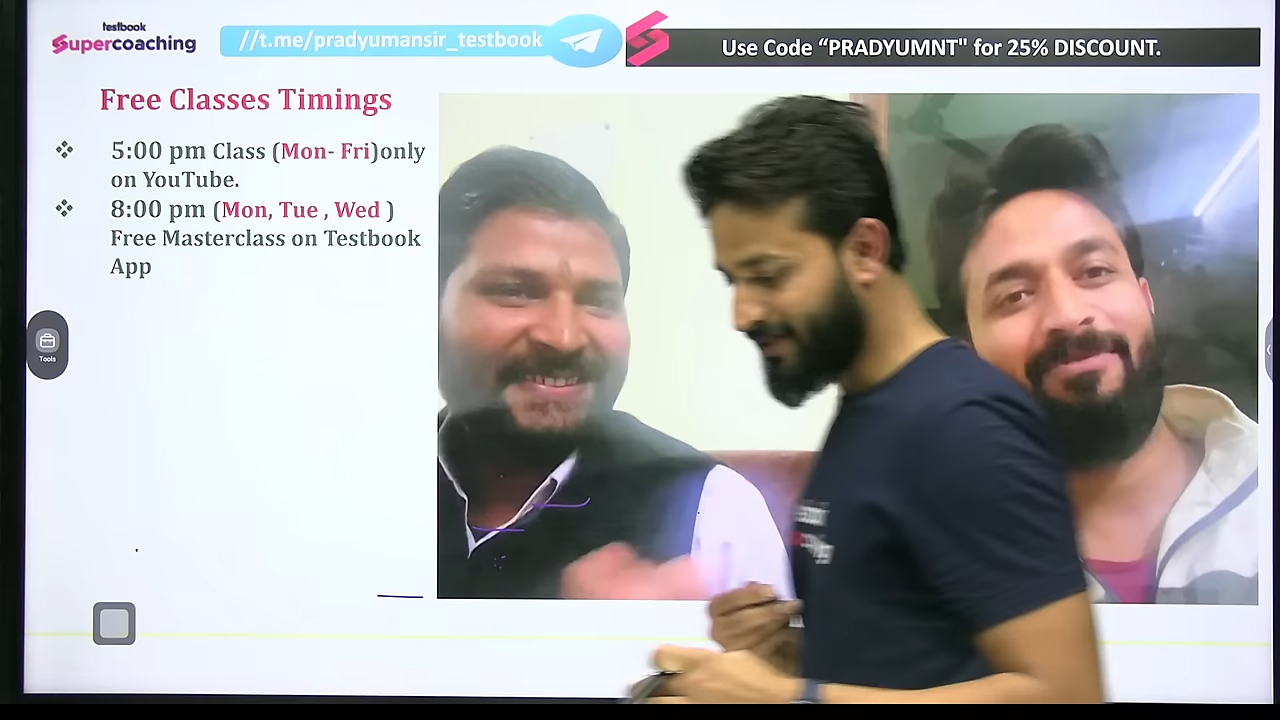 testbook
Supercoaching
//t.me/pradyumansir_testbook
Use Code “PRADYUMNT" for 25% DISCOUNT.
Free Classes Timings
5:00 pm Class (Mon- Fri)only
on YouTube.
8:00 pm (Mon, Tue , Wed )
Free Masterclass on Testbook
App
Tools